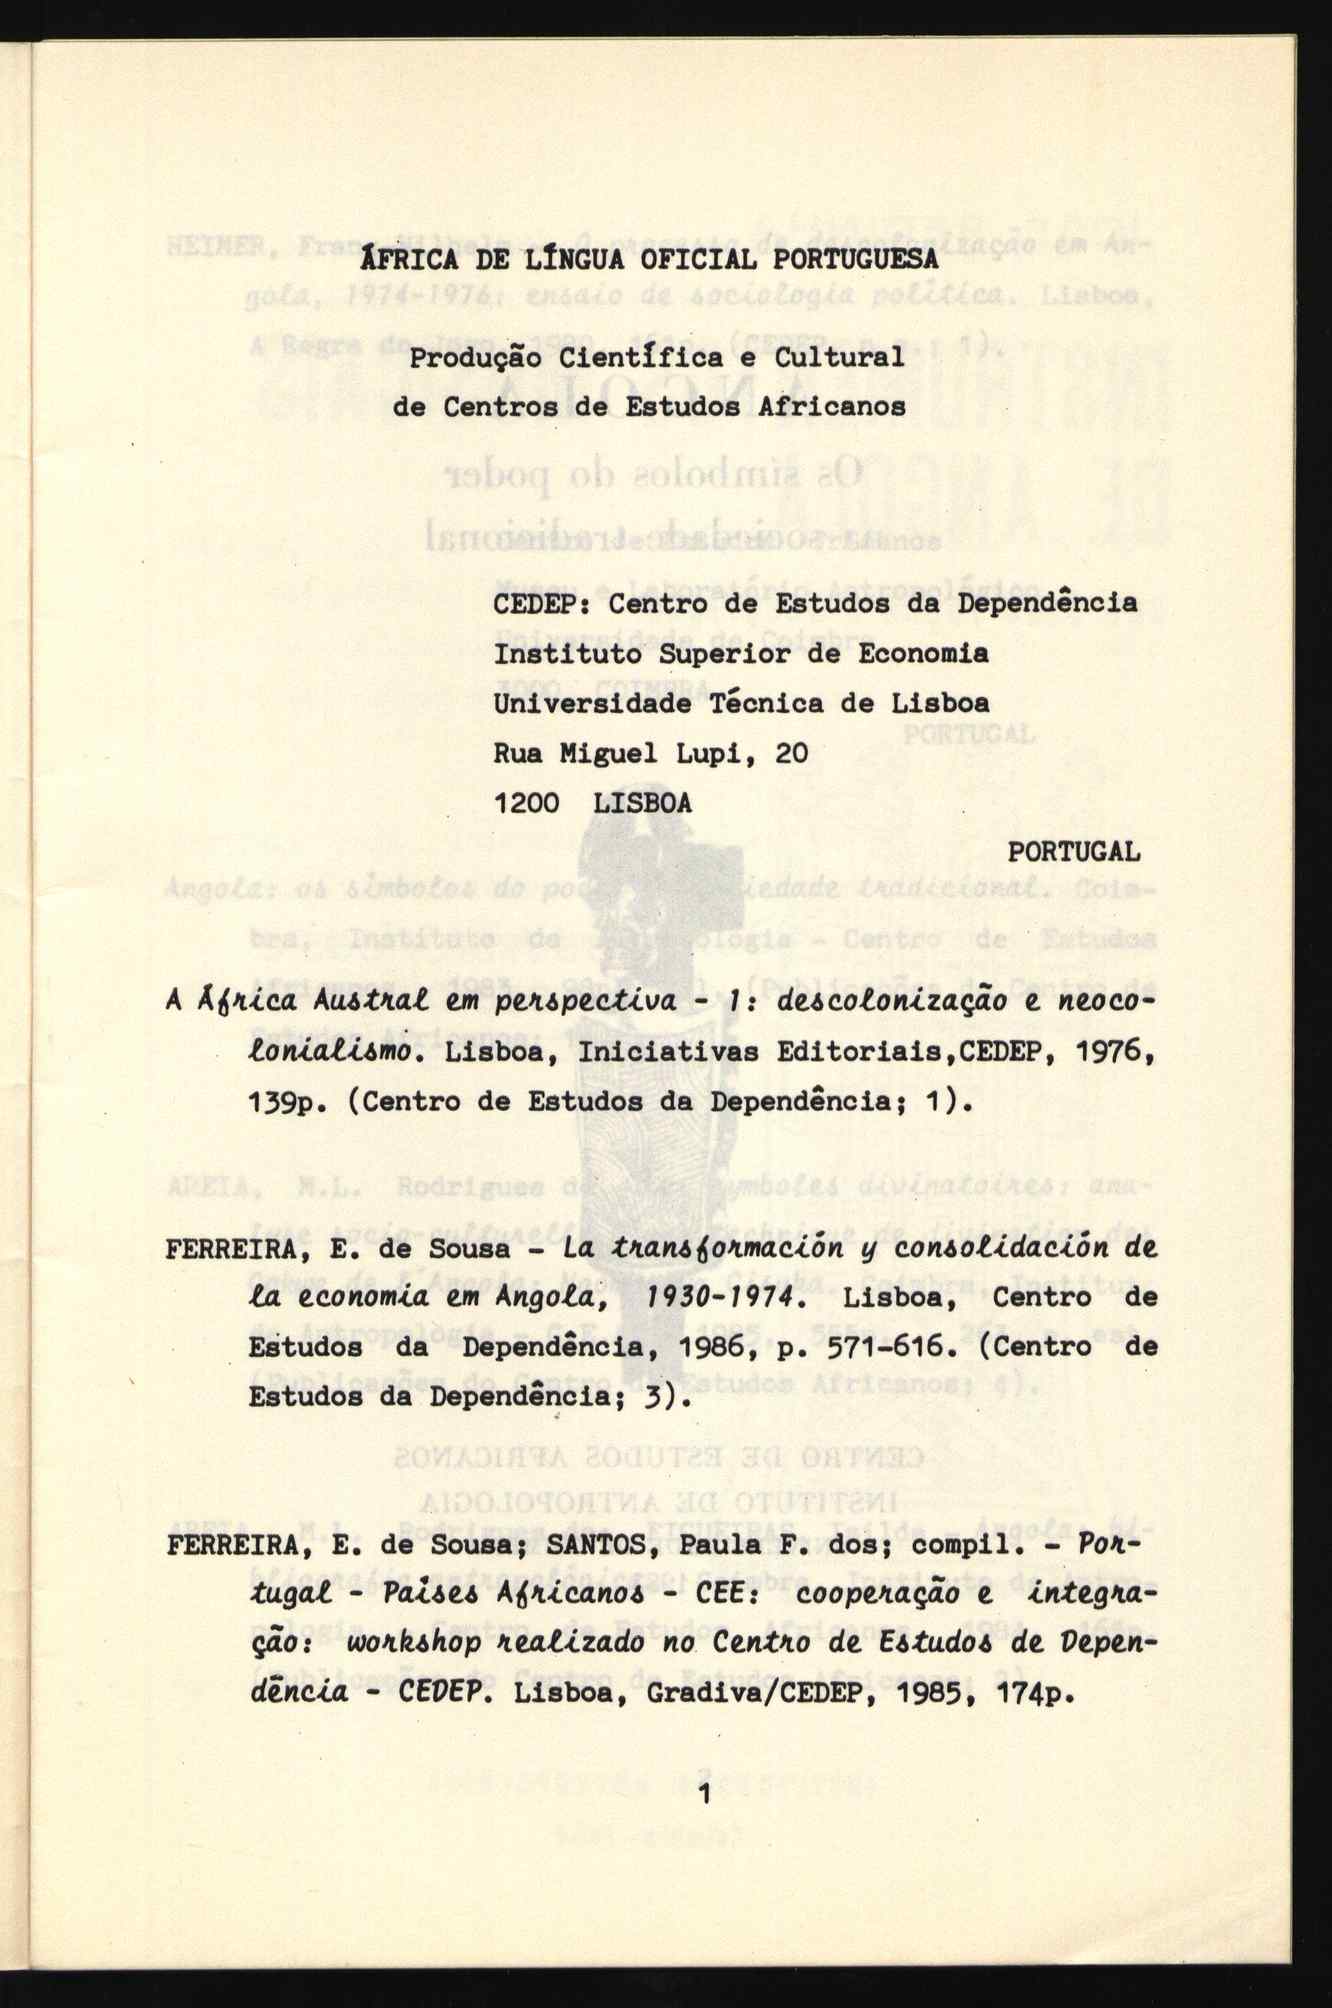 ÁFRICA DE LÍNGUA OFICIAL PORTUGUESA
Produção Científica e Cultural
de Centros de Estudos Africanos
CEDEP: Centro de Estudos da Dependência
Instituto Superior de Economia
Universidade Técnica de Lisboa
Rua Miguel Lupi, 20
1200 LISBOA
PORTUGAL
A África Austral em perspectiva - 1: descolonização e neoco-
lonialismo. Lisboa, Iniciativas Editoriais,CEDEP, 1976,
139p. (Centro de Estudos da Dependência; 1).
FERREIRA, E. de Sousa - La transformación y consolidación de
la economia em Angola, 1930-1974. Lisboa, Centro de
Estudos da Dependência, 1986, p. 571-616. (Centro de
Estudos da Dependência; 3).
FERREIRA, E. de Sousa; SANTOS, Paula F. dos; compil. - Por-
tugal - Países Africanos - CEE: cooperação e integra-
ção: workshop realizado no Centro de Estudos de Depen-
dência - CEDEP. Lisboa, Gradiva/CEDEP, 1985, 174p.
1